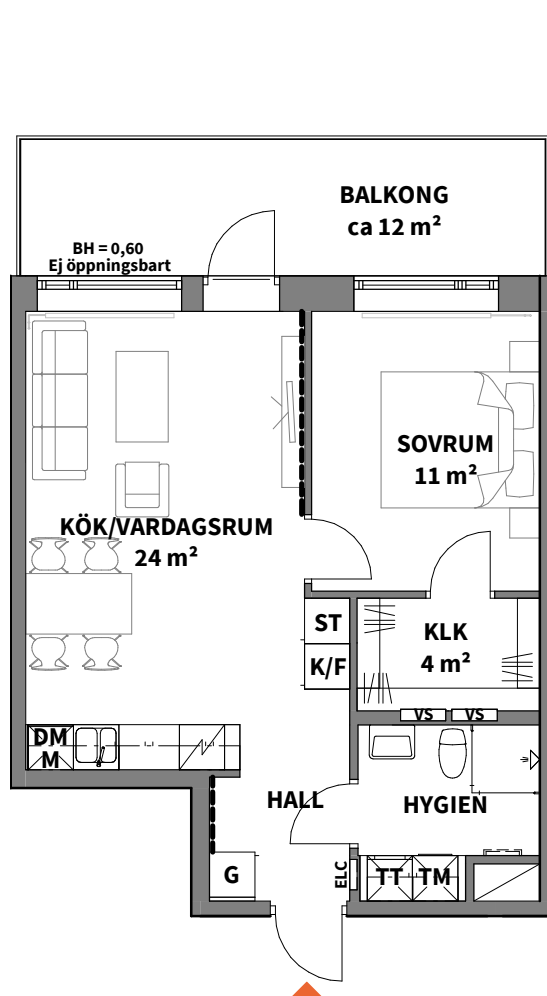 BALKONG
ca 12 m²
BH = 0,60
Ej öppningsbart
SOVRUM
11 m²
KÖK/VARDAGSRUM
24 m²
ST
K/F
KLK
4 m²
VS VS
DM
M
HALL
HYGIEN
G
ELC
TT TM